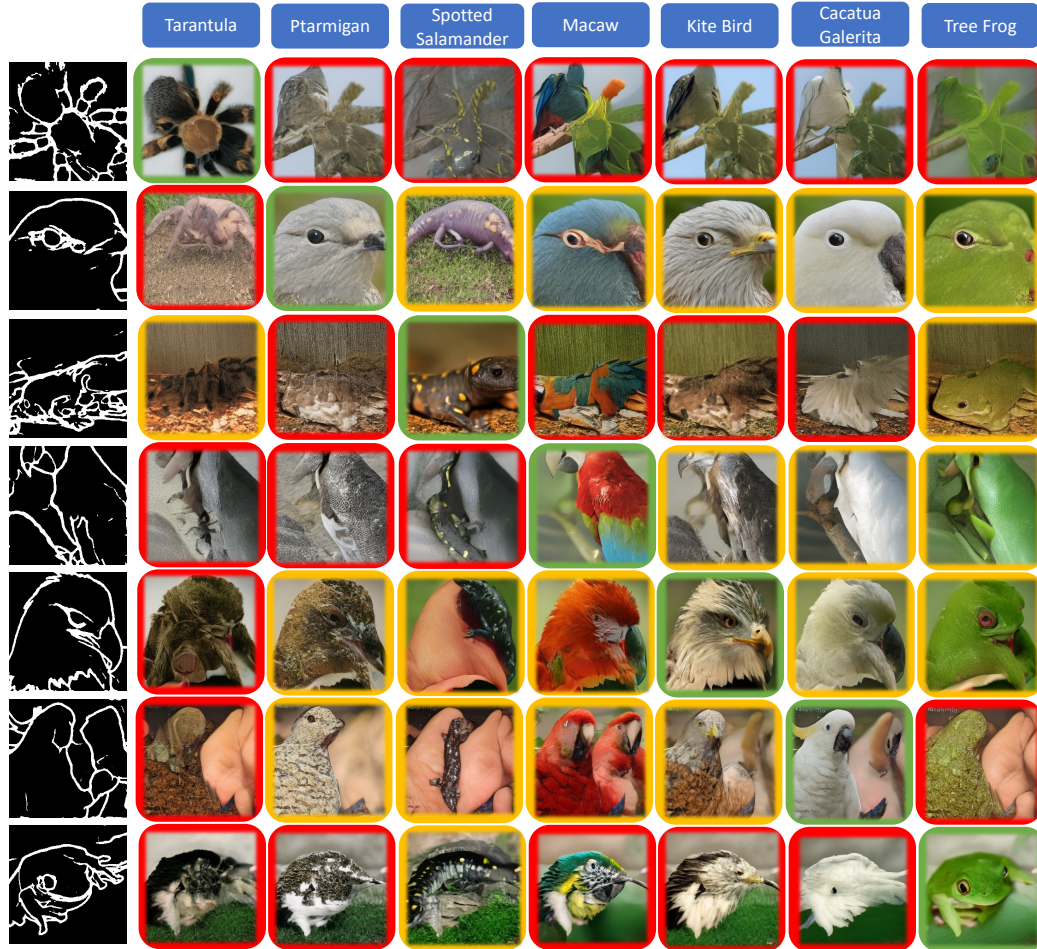 Tarantula
Ptarmigan
Spotted
Salamander
Macaw
Kite Bird
Cacatua
Galerita
Tree Frog